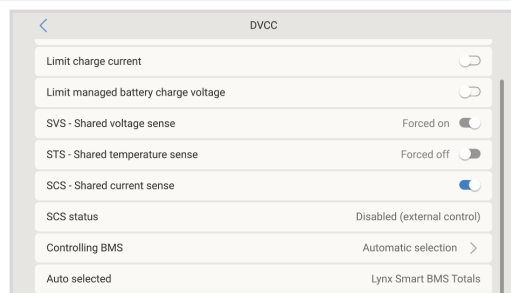 DVCC
Limit charge current
Limit managed battery charge voltage
SVS - Shared voltage sense Forced on
STS - Shared temperature sense Forced off
SCS - Shared current sense
SCS status Disabled (external control)
Controlling BMS Automatic selection
Auto selected Lynx Smart BMS Totals